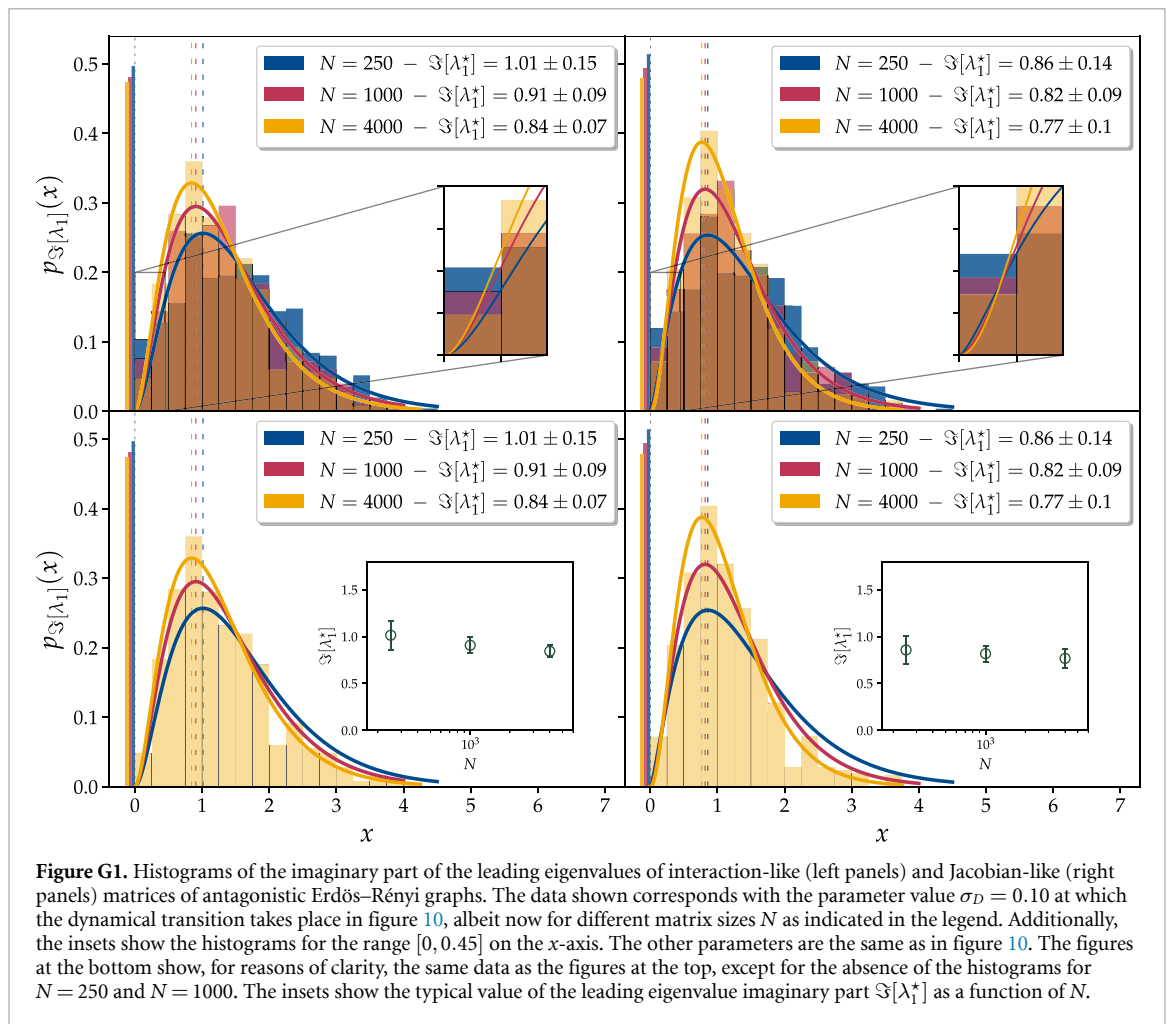 0.5
0.4
0.3
0.2
0.1
0.0
p_ℑ[λ₁](x)
N = 250 − ℑ[λ₁⋆] = 1.01 ± 0.15
N = 1000 − ℑ[λ₁⋆] = 0.91 ± 0.09
N = 4000 − ℑ[λ₁⋆] = 0.84 ± 0.07
N = 250 − ℑ[λ₁⋆] = 0.86 ± 0.14
N = 1000 − ℑ[λ₁⋆] = 0.82 ± 0.09
N = 4000 − ℑ[λ₁⋆] = 0.77 ± 0.1
0.5
0.4
0.3
0.2
0.1
0.0
p_ℑ[λ₁](x)
N = 250 − ℑ[λ₁⋆] = 1.01 ± 0.15
N = 1000 − ℑ[λ₁⋆] = 0.91 ± 0.09
N = 4000 − ℑ[λ₁⋆] = 0.84 ± 0.07
1.5
1.0
0.5
0.0
ℑ[λ₁⋆]
10³
N
N = 250 − ℑ[λ₁⋆] = 0.86 ± 0.14
N = 1000 − ℑ[λ₁⋆] = 0.82 ± 0.09
N = 4000 − ℑ[λ₁⋆] = 0.77 ± 0.1
1.5
1.0
0.5
0.0
ℑ[λ₁⋆]
10³
N
0 1 2 3 4 5 6 7
x
0 1 2 3 4 5 6 7
x
Figure G1. Histograms of the imaginary part of the leading eigenvalues of interaction-like (left panels) and Jacobian-like (right
panels) matrices of antagonistic Erdös–Rényi graphs. The data shown corresponds with the parameter value σ_D = 0.10 at which
the dynamical transition takes place in figure 10, albeit now for different matrix sizes N as indicated in the legend. Additionally,
the insets show the histograms for the range [0, 0.45] on the x-axis. The other parameters are the same as in figure 10. The figures
at the bottom show, for reasons of clarity, the same data as the figures at the top, except for the absence of the histograms for
N = 250 and N = 1000. The insets show the typical value of the leading eigenvalue imaginary part ℑ[λ₁⋆] as a function of N.